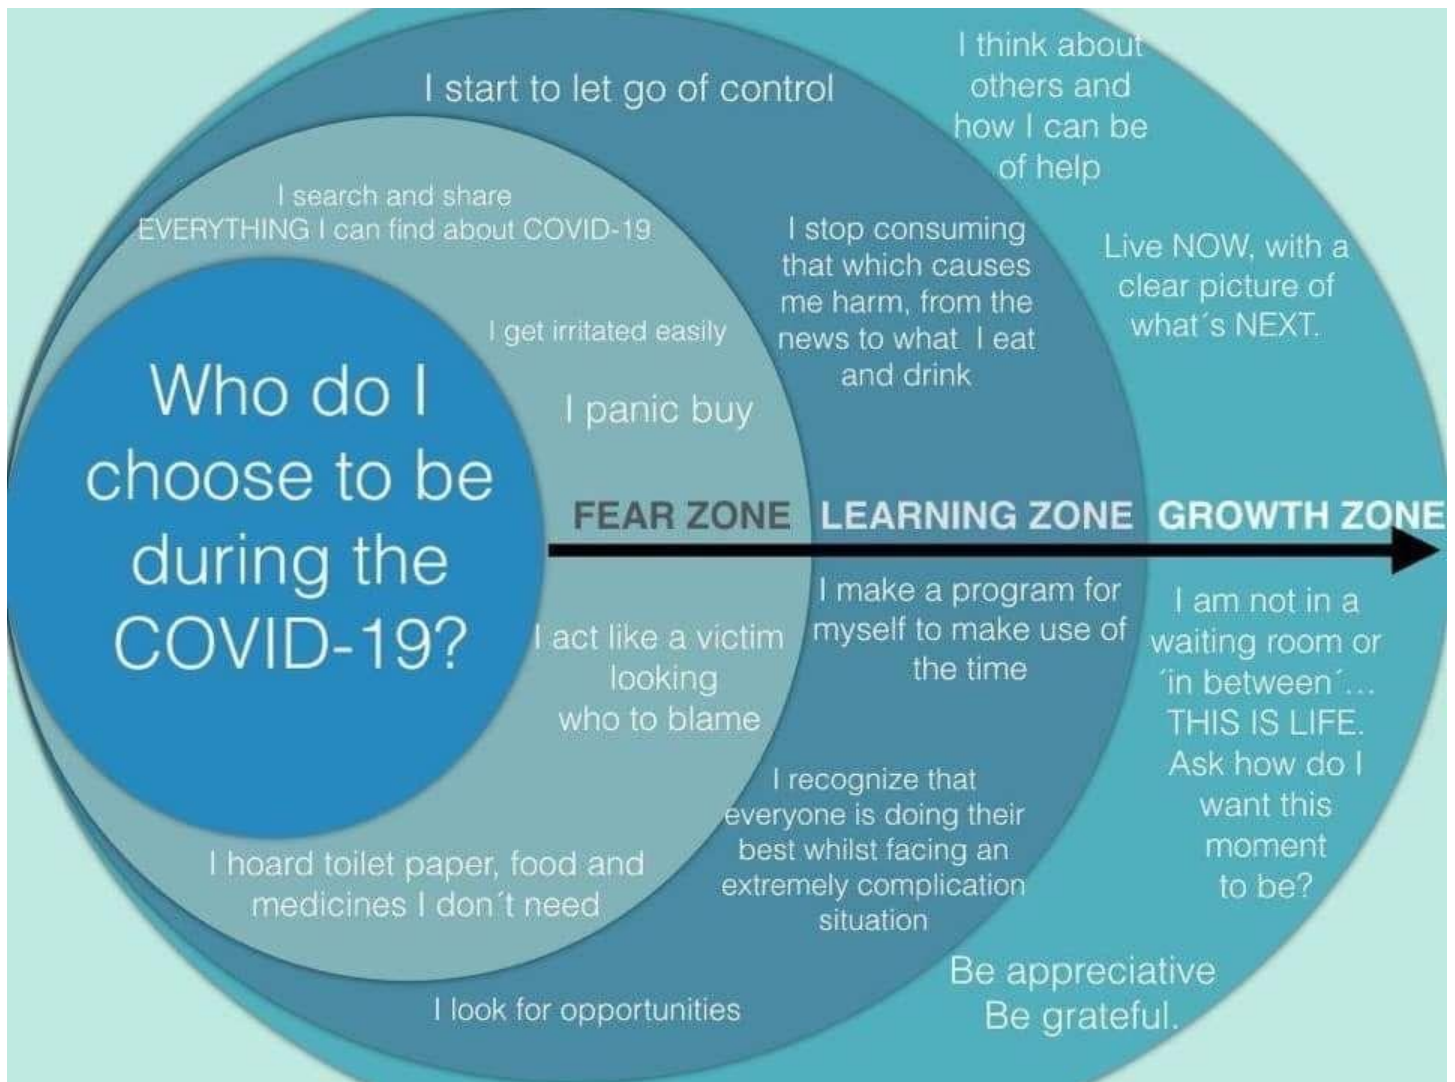 Who do I
choose to be
during the
COVID-19?
I search and share
EVERYTHING I can find about COVID-19
I get irritated easily
I panic buy
FEAR ZONE
I act like a victim
looking
who to blame
I hoard toilet paper, food and
medicines I don´t need
I start to let go of control
I stop consuming
that which causes
me harm, from the
news to what I eat
and drink
LEARNING ZONE
I make a program for
myself to make use of
the time
I recognize that
everyone is doing their
best whilst facing an
extremely complication
situation
I look for opportunities
I think about
others and
how I can be
of help
Live NOW, with a
clear picture of
what´s NEXT.
GROWTH ZONE
I am not in a
waiting room or
´in between´...
THIS IS LIFE.
Ask how do I
want this
moment
to be?
Be appreciative
Be grateful.